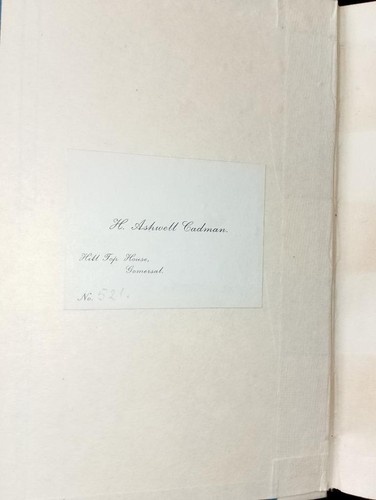 H. Ashwell Cadman.
Hill Top House,
Gomersal.
No. 521.